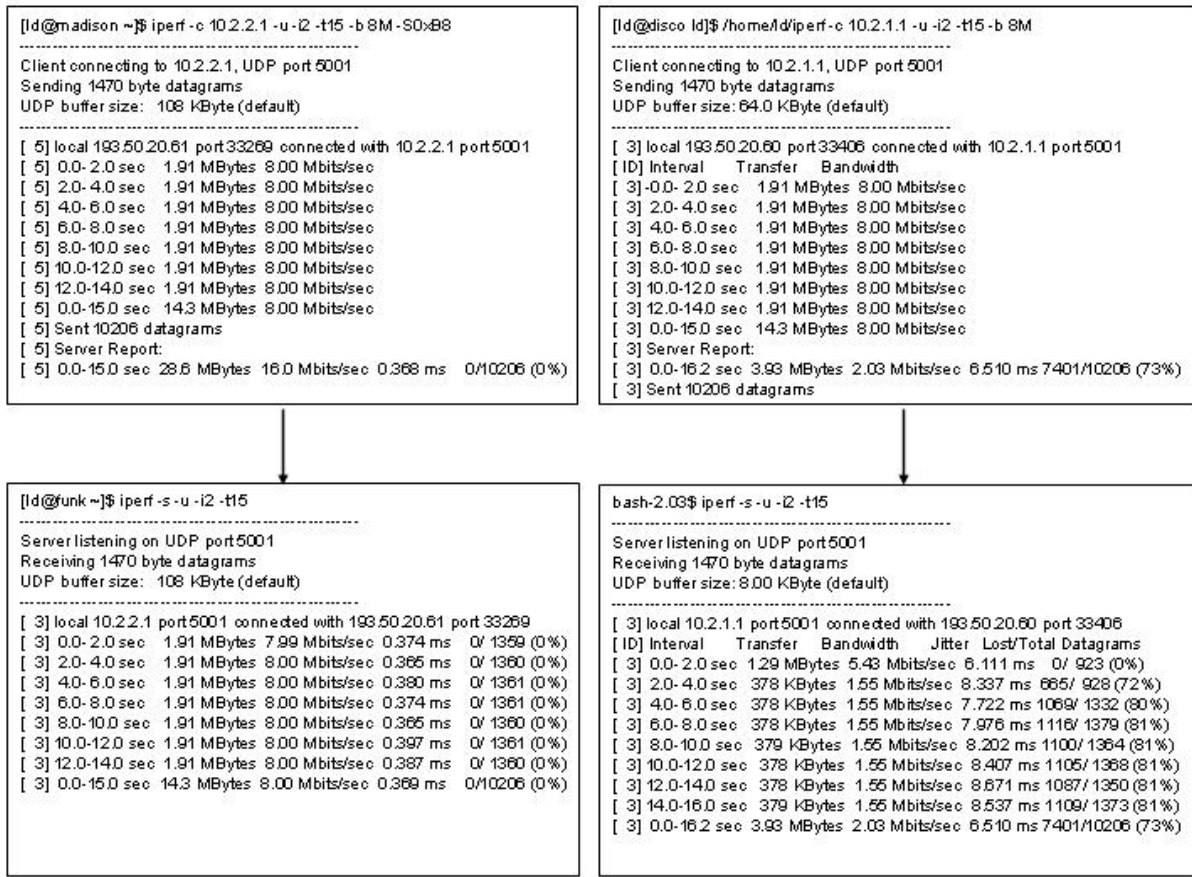 [ld@madison ~]$ iperf -c 10.2.2.1 -u -i2 -t15 -b 8M -S0xB8
------------------------------------------------------------
Client connecting to 10.2.2.1, UDP port 5001
Sending 1470 byte datagrams
UDP buffer size: 108 KByte (default)
------------------------------------------------------------
[ 5] local 193.50.20.61 port 33269 connected with 10.2.2.1 port 5001
[ 5] 0.0- 2.0 sec 1.91 MBytes 8.00 Mbits/sec
[ 5] 2.0- 4.0 sec 1.91 MBytes 8.00 Mbits/sec
[ 5] 4.0- 6.0 sec 1.91 MBytes 8.00 Mbits/sec
[ 5] 6.0- 8.0 sec 1.91 MBytes 8.00 Mbits/sec
[ 5] 8.0-10.0 sec 1.91 MBytes 8.00 Mbits/sec
[ 5] 10.0-12.0 sec 1.91 MBytes 8.00 Mbits/sec
[ 5] 12.0-14.0 sec 1.91 MBytes 8.00 Mbits/sec
[ 5] 0.0-15.0 sec 14.3 MBytes 8.00 Mbits/sec
[ 5] Sent 10206 datagrams
[ 5] Server Report:
[ 5] 0.0-15.0 sec 28.6 MBytes 16.0 Mbits/sec 0.368 ms 0/10206 (0%)
[ld@disco ld]$ /home/ld/iperf -c 10.2.1.1 -u -i2 -t15 -b 8M
------------------------------------------------------------
Client connecting to 10.2.1.1, UDP port 5001
Sending 1470 byte datagrams
UDP buffer size: 64.0 KByte (default)
------------------------------------------------------------
[ 3] local 193.50.20.60 port 33406 connected with 10.2.1.1 port 5001
[ ID] Interval Transfer Bandwidth
[ 3] -0.0- 2.0 sec 1.91 MBytes 8.00 Mbits/sec
[ 3] 2.0- 4.0 sec 1.91 MBytes 8.00 Mbits/sec
[ 3] 4.0- 6.0 sec 1.91 MBytes 8.00 Mbits/sec
[ 3] 6.0- 8.0 sec 1.91 MBytes 8.00 Mbits/sec
[ 3] 8.0-10.0 sec 1.91 MBytes 8.00 Mbits/sec
[ 3] 10.0-12.0 sec 1.91 MBytes 8.00 Mbits/sec
[ 3] 12.0-14.0 sec 1.91 MBytes 8.00 Mbits/sec
[ 3] 0.0-15.0 sec 14.3 MBytes 8.00 Mbits/sec
[ 3] Server Report:
[ 3] 0.0-16.2 sec 3.93 MBytes 2.03 Mbits/sec 6.510 ms 7401/10206 (73%)
[ 3] Sent 10206 datagrams
[ld@funk ~]$ iperf -s -u -i2 -t15
------------------------------------------------------------
Server listening on UDP port 5001
Receiving 1470 byte datagrams
UDP buffer size: 108 KByte (default)
------------------------------------------------------------
[ 3] local 10.2.2.1 port 5001 connected with 193.50.20.61 port 33269
[ 3] 0.0- 2.0 sec 1.91 MBytes 7.99 Mbits/sec 0.374 ms 0/ 1359 (0%)
[ 3] 2.0- 4.0 sec 1.91 MBytes 8.00 Mbits/sec 0.365 ms 0/ 1360 (0%)
[ 3] 4.0- 6.0 sec 1.91 MBytes 8.00 Mbits/sec 0.380 ms 0/ 1361 (0%)
[ 3] 6.0- 8.0 sec 1.91 MBytes 8.00 Mbits/sec 0.374 ms 0/ 1361 (0%)
[ 3] 8.0-10.0 sec 1.91 MBytes 8.00 Mbits/sec 0.365 ms 0/ 1360 (0%)
[ 3] 10.0-12.0 sec 1.91 MBytes 8.00 Mbits/sec 0.397 ms 0/ 1361 (0%)
[ 3] 12.0-14.0 sec 1.91 MBytes 8.00 Mbits/sec 0.387 ms 0/ 1360 (0%)
[ 3] 0.0-15.0 sec 14.3 MBytes 8.00 Mbits/sec 0.369 ms 0/10206 (0%)
bash-2.03$ iperf -s -u -i2 -t15
------------------------------------------------------------
Server listening on UDP port 5001
Receiving 1470 byte datagrams
UDP buffer size: 8.00 KByte (default)
------------------------------------------------------------
[ 3] local 10.2.1.1 port 5001 connected with 193.50.20.60 port 33406
[ ID] Interval Transfer Bandwidth Jitter Lost/Total Datagrams
[ 3] 0.0- 2.0 sec 1.29 MBytes 5.43 Mbits/sec 6.111 ms 0/ 923 (0%)
[ 3] 2.0- 4.0 sec 378 KBytes 1.55 Mbits/sec 8.337 ms 665/ 928 (72%)
[ 3] 4.0- 6.0 sec 378 KBytes 1.55 Mbits/sec 7.722 ms 1069/ 1332 (80%)
[ 3] 6.0- 8.0 sec 378 KBytes 1.55 Mbits/sec 7.976 ms 1116/ 1379 (81%)
[ 3] 8.0-10.0 sec 379 KBytes 1.55 Mbits/sec 8.202 ms 1100/ 1364 (81%)
[ 3] 10.0-12.0 sec 378 KBytes 1.55 Mbits/sec 8.407 ms 1105/ 1368 (81%)
[ 3] 12.0-14.0 sec 378 KBytes 1.55 Mbits/sec 8.671 ms 1087/ 1350 (81%)
[ 3] 14.0-16.0 sec 379 KBytes 1.55 Mbits/sec 8.537 ms 1109/ 1373 (81%)
[ 3] 0.0-16.2 sec 3.93 MBytes 2.03 Mbits/sec 6.510 ms 7401/10206 (73%)